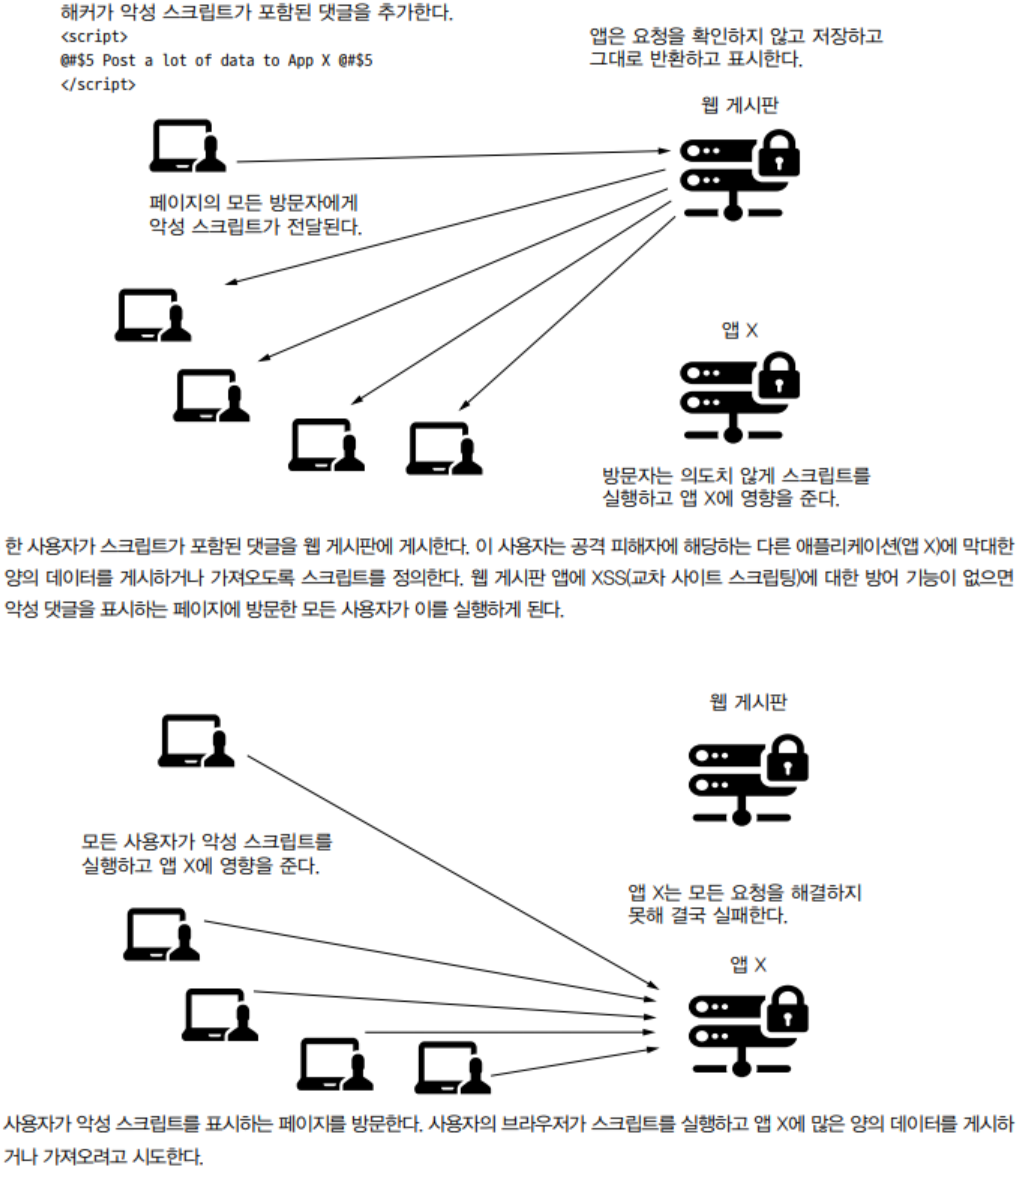 해커가 악성 스크립트가 포함된 댓글을 추가한다.
<script>
@#$5 Post a lot of data to App X @#$5
</script>
앱은 요청을 확인하지 않고 저장하고
그대로 반환하고 표시한다.
웹 게시판
페이지의 모든 방문자에게
악성 스크립트가 전달된다.
앱 X
방문자는 의도치 않게 스크립트를
실행하고 앱 X에 영향을 준다.
한 사용자가 스크립트가 포함된 댓글을 웹 게시판에 게시한다. 이 사용자는 공격 피해자에 해당하는 다른 애플리케이션(앱 X)에 막대한
양의 데이터를 게시하거나 가져오도록 스크립트를 정의한다. 웹 게시판 앱에 XSS(교차 사이트 스크립팅)에 대한 방어 기능이 없으면
악성 댓글을 표시하는 페이지에 방문한 모든 사용자가 이를 실행하게 된다.
웹 게시판
모든 사용자가 악성 스크립트를
실행하고 앱 X에 영향을 준다.
앱 X는 모든 요청을 해결하지
못해 결국 실패한다.
앱 X
사용자가 악성 스크립트를 표시하는 페이지를 방문한다. 사용자의 브라우저가 스크립트를 실행하고 앱 X에 많은 양의 데이터를 게시하
거나 가져오려고 시도한다.